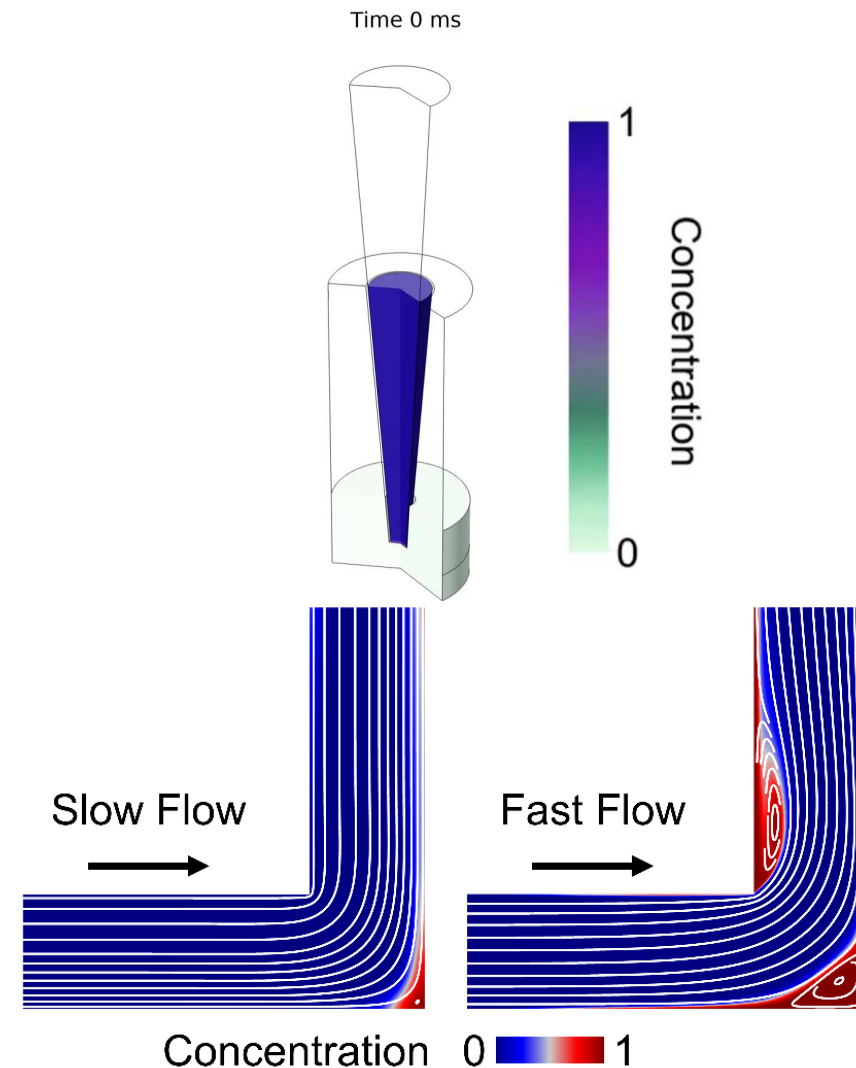 Time 0 ms
1
Concentration
0
Slow Flow
Fast Flow
Concentration 0 1